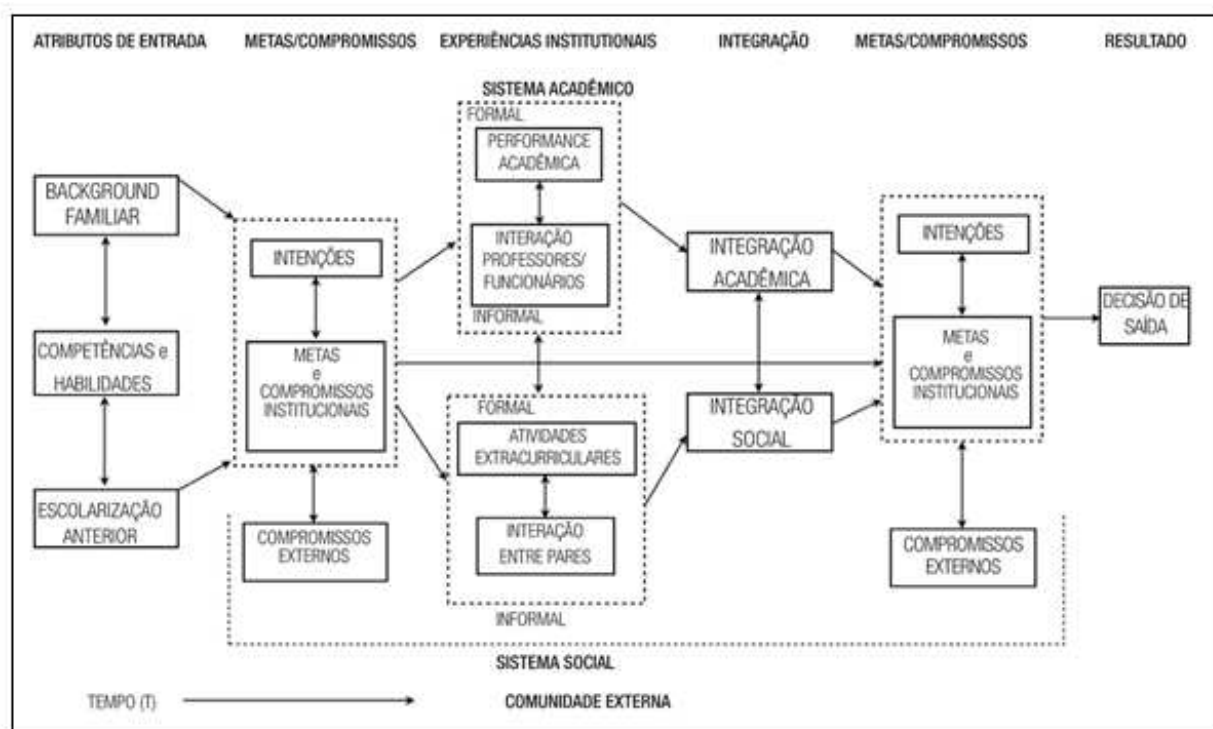 ATRIBUTOS DE ENTRADA
METAS/COMPROMISSOS
EXPERIÊNCIAS INSTITUTIONAIS
INTEGRAÇÃO
METAS/COMPROMISSOS
RESULTADO
SISTEMA ACADÊMICO
FORMAL
PERFORMANCE
ACADÊMICA
BACKGROUND
FAMILIAR
INTENÇÕES
INTERAÇÃO
PROFESSORES/
FUNCIONÁRIOS
INFORMAL
INTEGRAÇÃO
ACADÊMICA
INTENÇÕES
DECISÃO DE
SAÍDA
COMPETÊNCIAS e
HABILIDADES
METAS
e
COMPROMISSOS
INSTITUCIONAIS
METAS
e
COMPROMISSOS
INSTITUCIONAIS
FORMAL
ATIVIDADES
EXTRACURRICULARES
INTEGRAÇÃO
SOCIAL
ESCOLARIZAÇÃO
ANTERIOR
COMPROMISSOS
EXTERNOS
INTERAÇÃO
ENTRE PARES
COMPROMISSOS
EXTERNOS
INFORMAL
SISTEMA SOCIAL
TEMPO (T)
COMUNIDADE EXTERNA